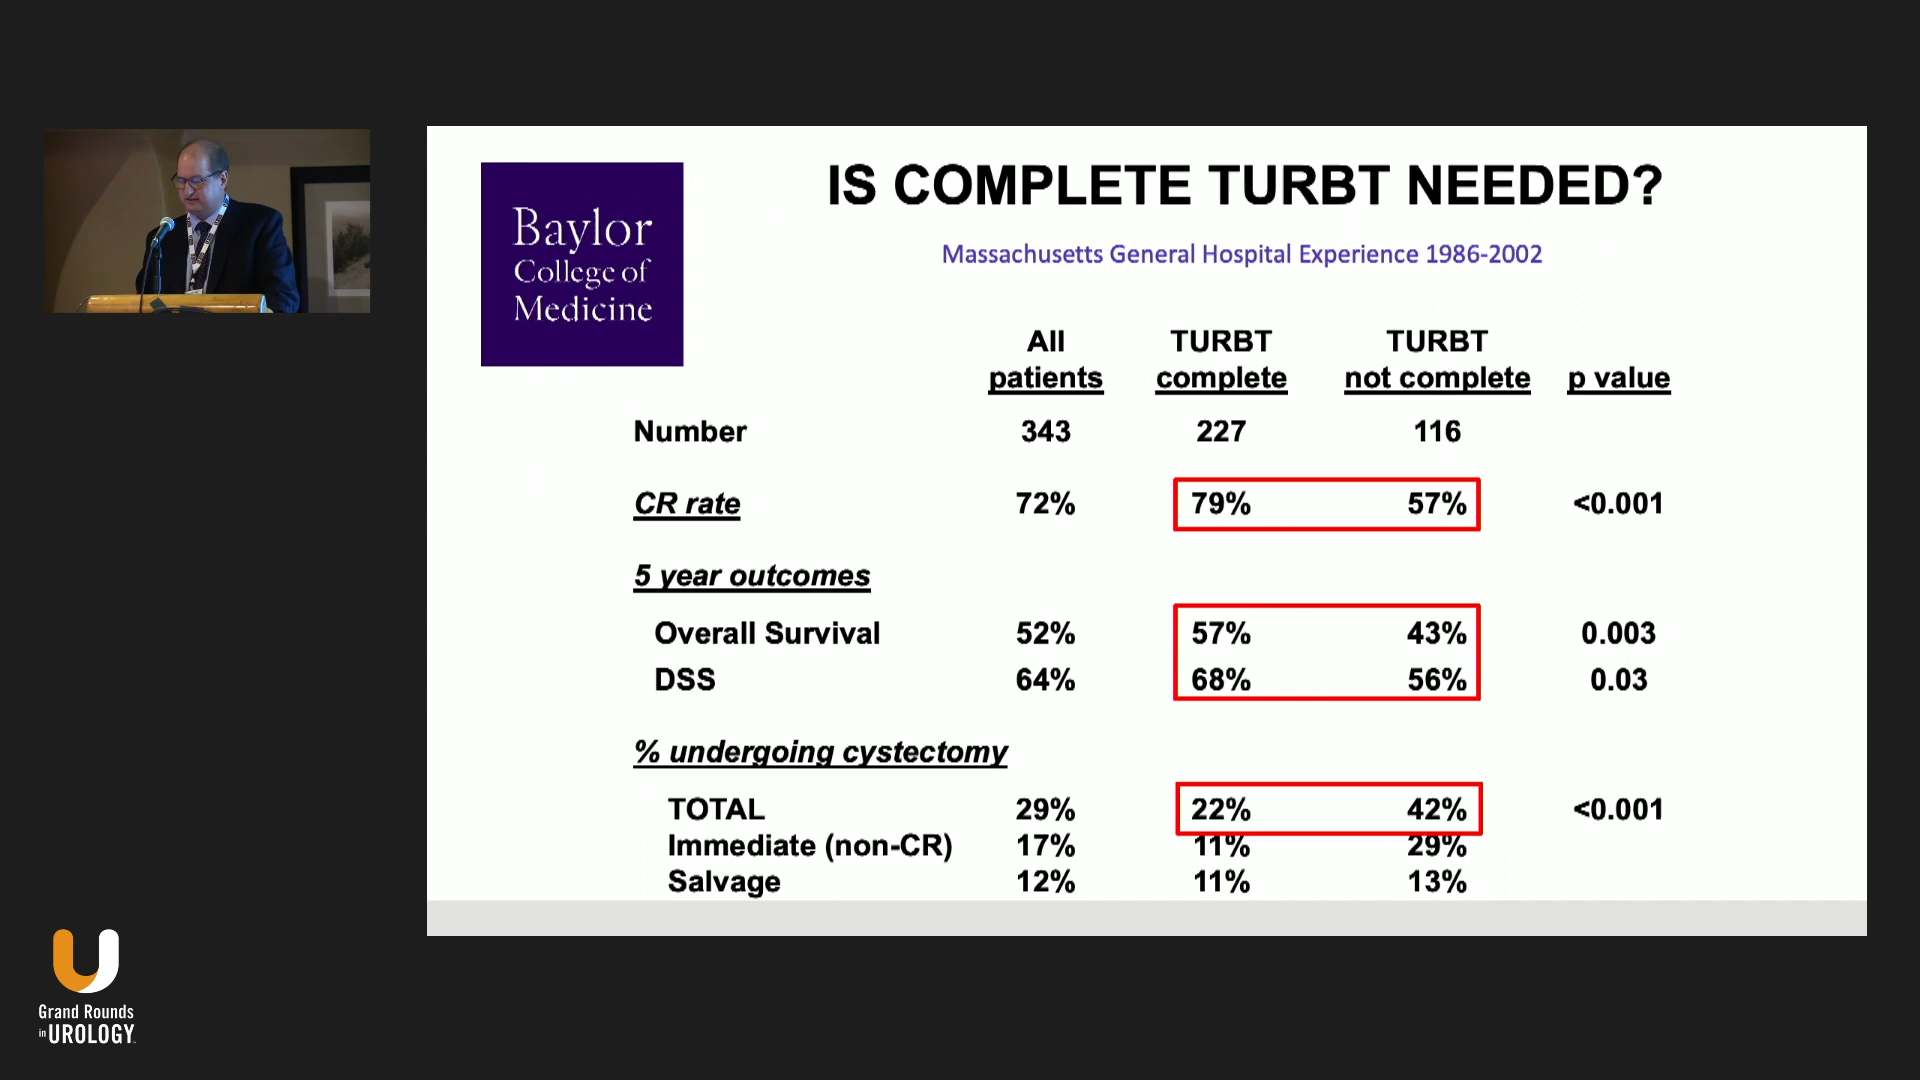 Baylor
College of
Medicine
IS COMPLETE TURBT NEEDED?
Massachusetts General Hospital Experience 1986-2002
All patients TURBT complete TURBT not complete p value
Number 343 227 116
CR rate 72% 79% 57% <0.001
5 year outcomes
Overall Survival 52% 57% 43% 0.003
DSS 64% 68% 56% 0.03
% undergoing cystectomy
TOTAL 29% 22% 42% <0.001
Immediate (non-CR) 17% 11% 29%
Salvage 12% 11% 13%
Grand Rounds
in UROLOGY